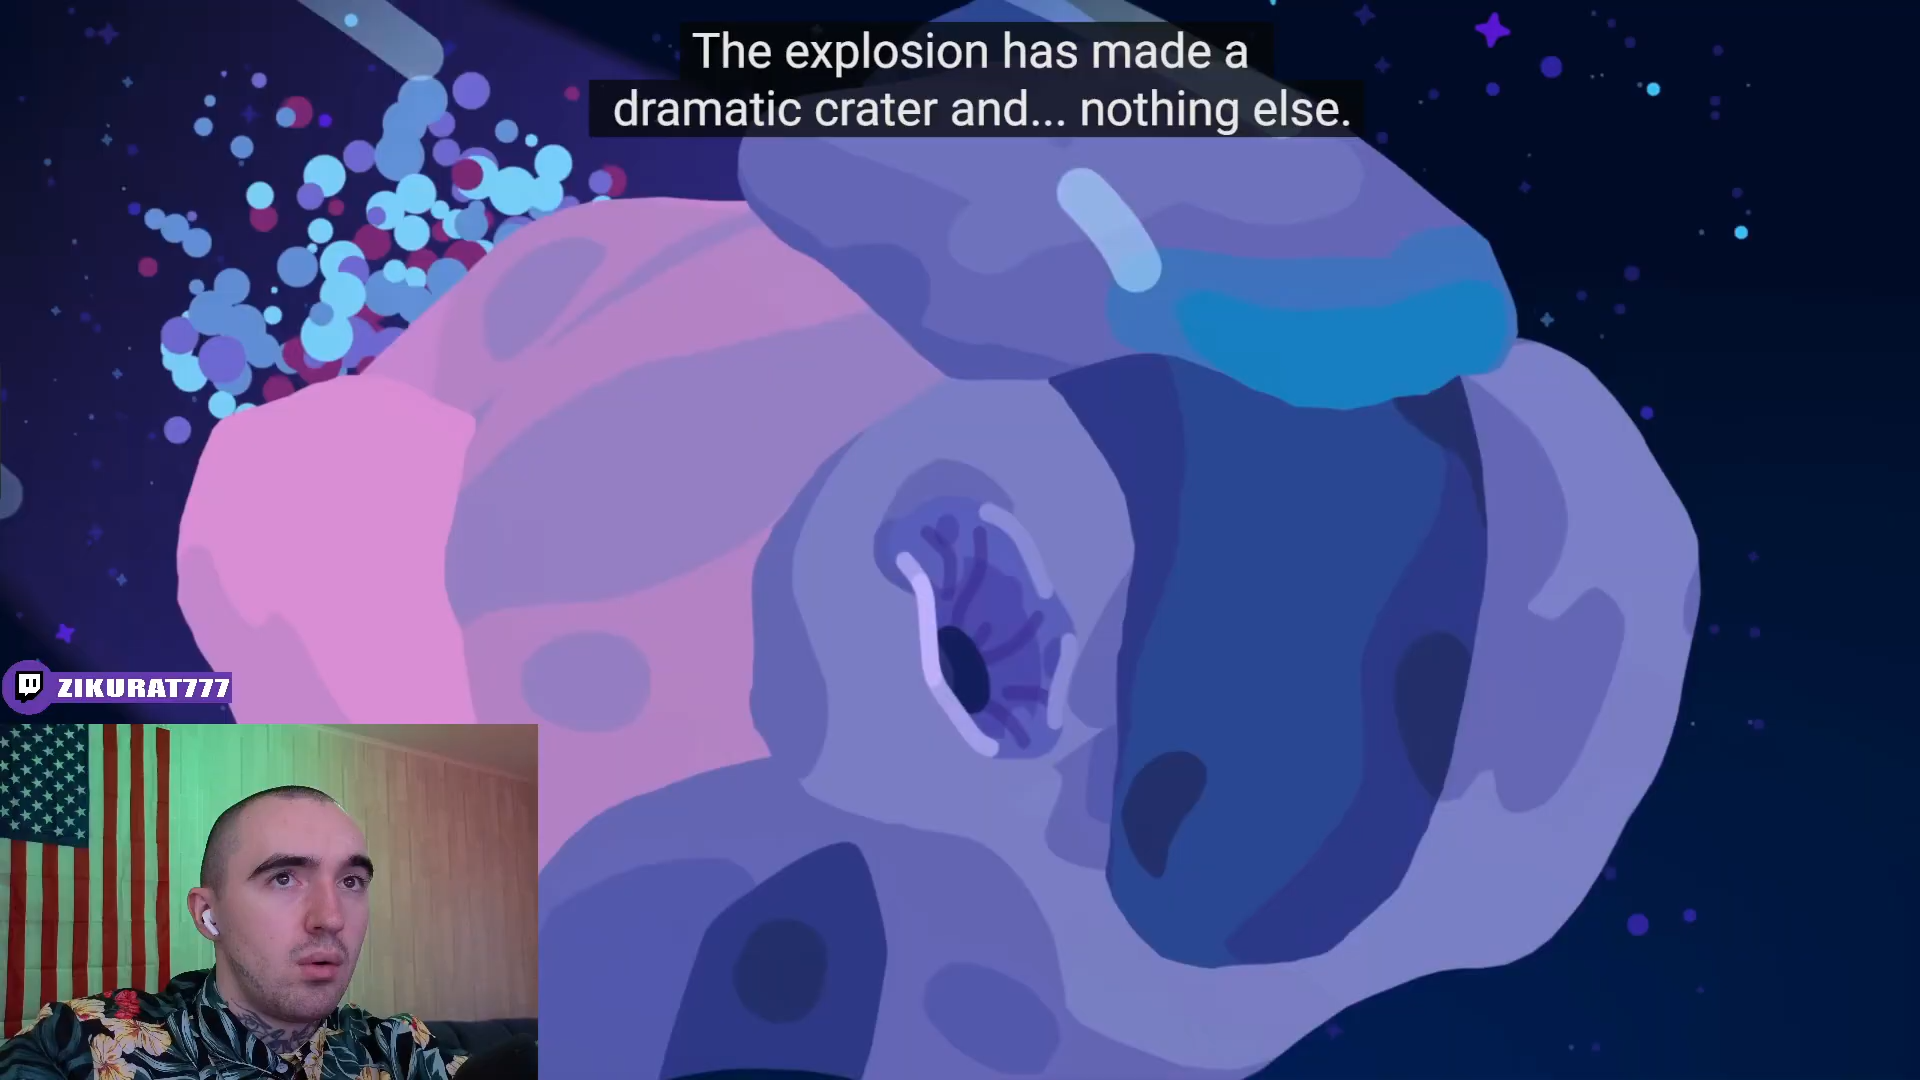 The explosion has made a
dramatic crater and... nothing else.
ZIKURAT777